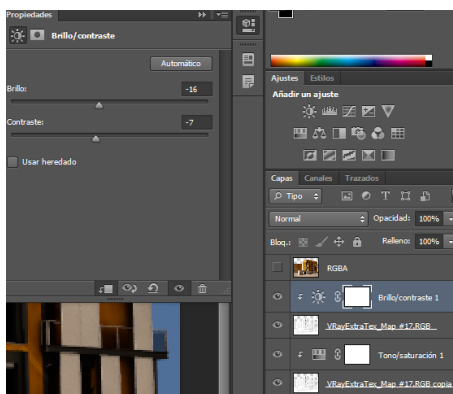 Propiedades
Brillo/contraste
Automático
Brillo:
-16
Contraste:
-7
Usar heredado
Ajustes Estilos
Añadir un ajuste
Capas Canales Trazados
Tipo
Normal
Opacidad: 100%
Bloq.:
Relleno: 100%
RGBA
Brillo/contraste 1
VRayExtraTex_Map #17.RGB
Tono/saturación 1
VRayExtraTex_Map #17.RGB copia